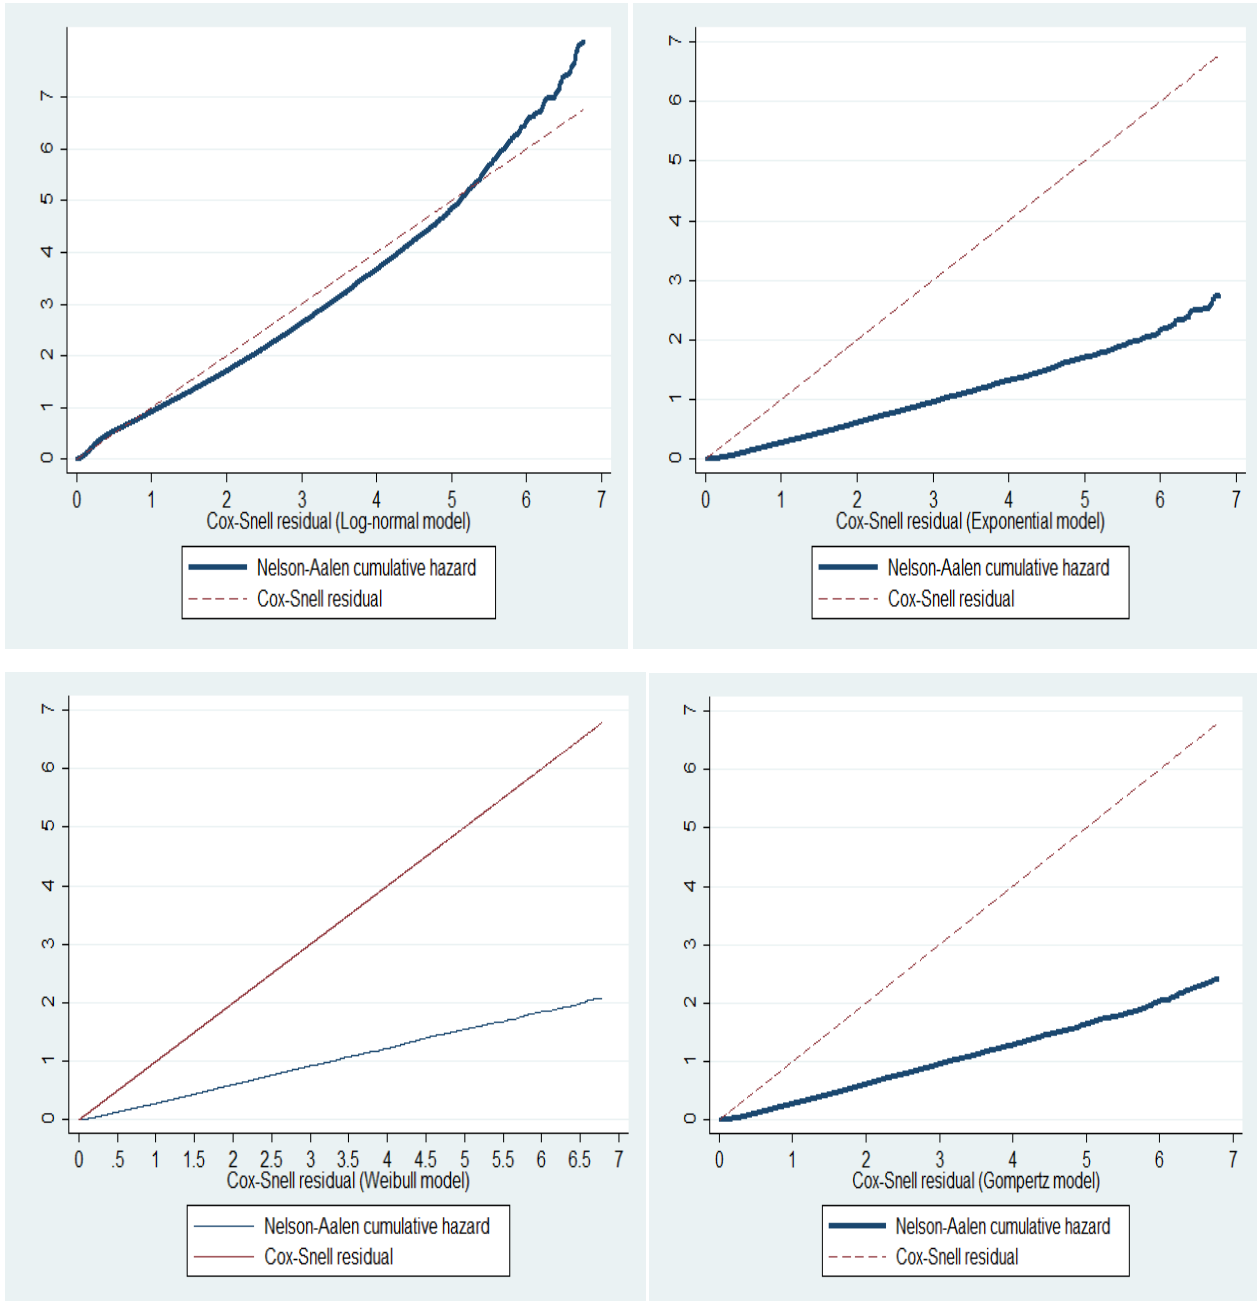 7
6
5
4
3
2
1
0
0 1 2 3 4 5 6 7
Cox-Snell residual (Log-normal model)
Nelson-Aalen cumulative hazard
Cox-Snell residual
7
6
5
4
3
2
1
0
0 1 2 3 4 5 6 7
Cox-Snell residual (Exponential model)
Nelson-Aalen cumulative hazard
Cox-Snell residual
7
6
5
4
3
2
1
0
0 .5 1 1.5 2 2.5 3 3.5 4 4.5 5 5.5 6 6.5 7
Cox-Snell residual (Weibull model)
Nelson-Aalen cumulative hazard
Cox-Snell residual
7
6
5
4
3
2
1
0
0 1 2 3 4 5 6 7
Cox-Snell residual (Gompertz model)
Nelson-Aalen cumulative hazard
Cox-Snell residual